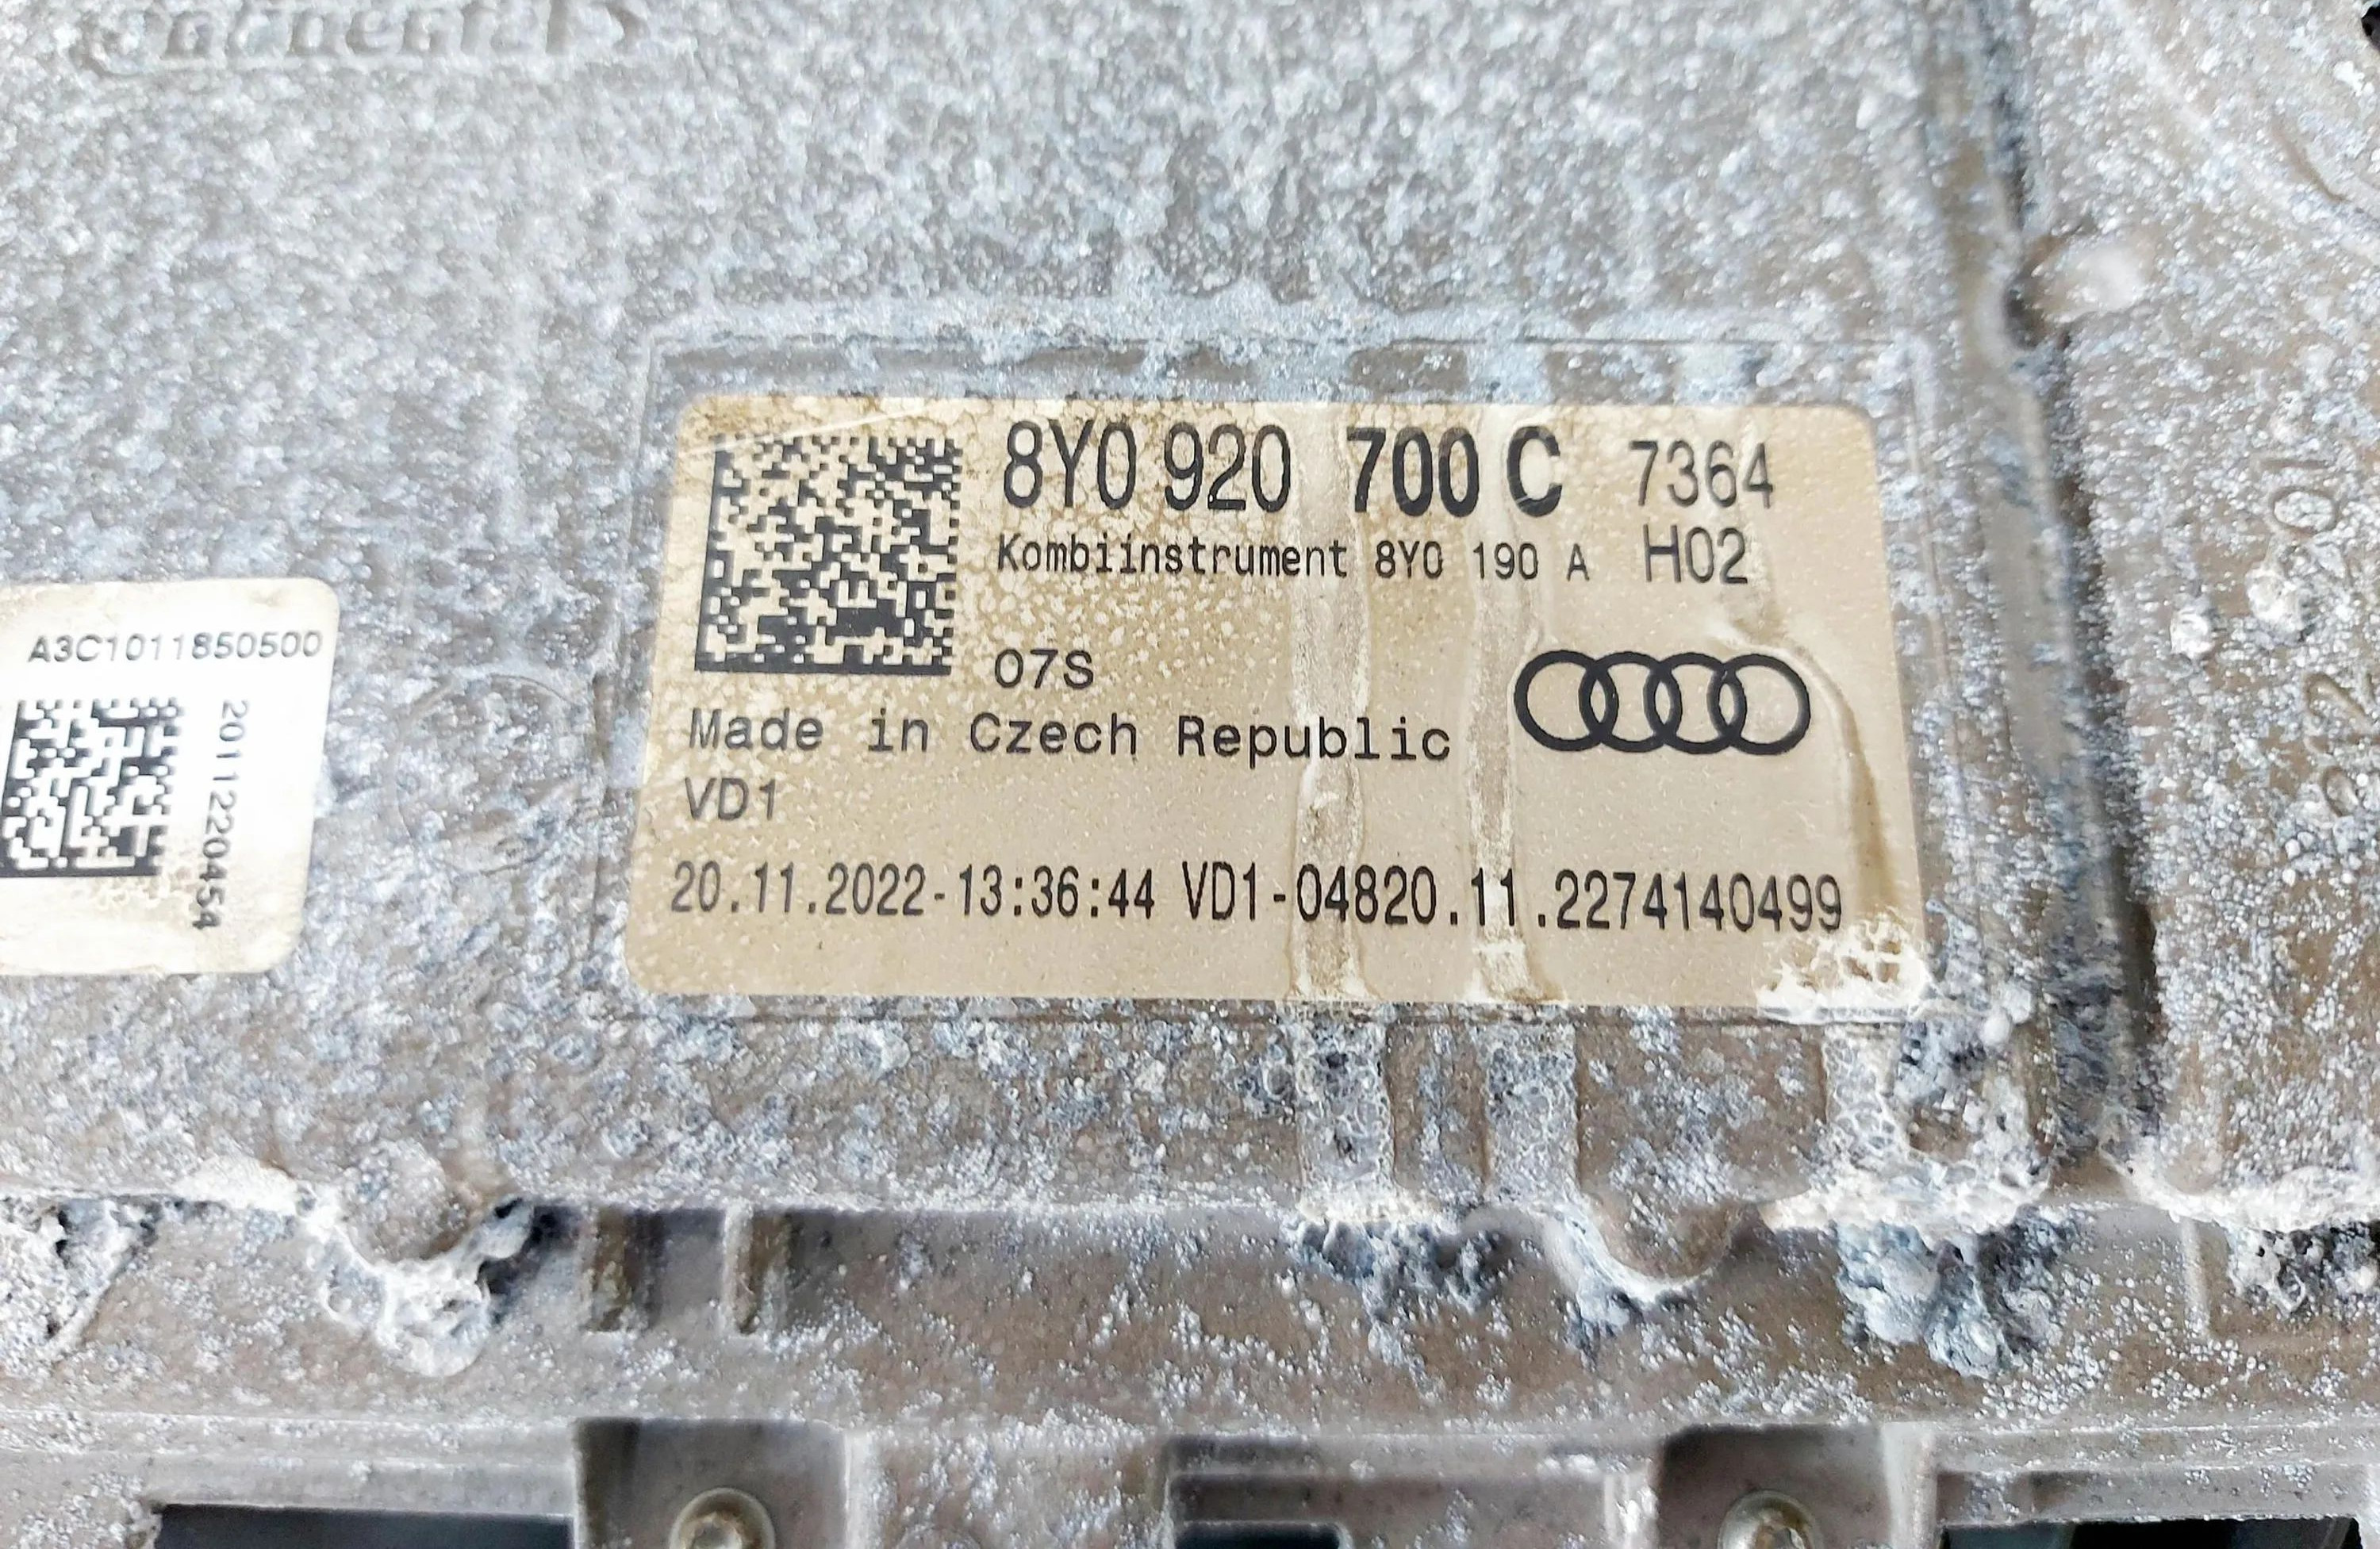 Continental
8Y0 920 700 C 7364
Kombiinstrument 8Y0 190 A H02
07S
Made in Czech Republic
VD1
20.11.2022-13:36:44 VD1-04820.11.2274140499
A3C1011850500
2011220454